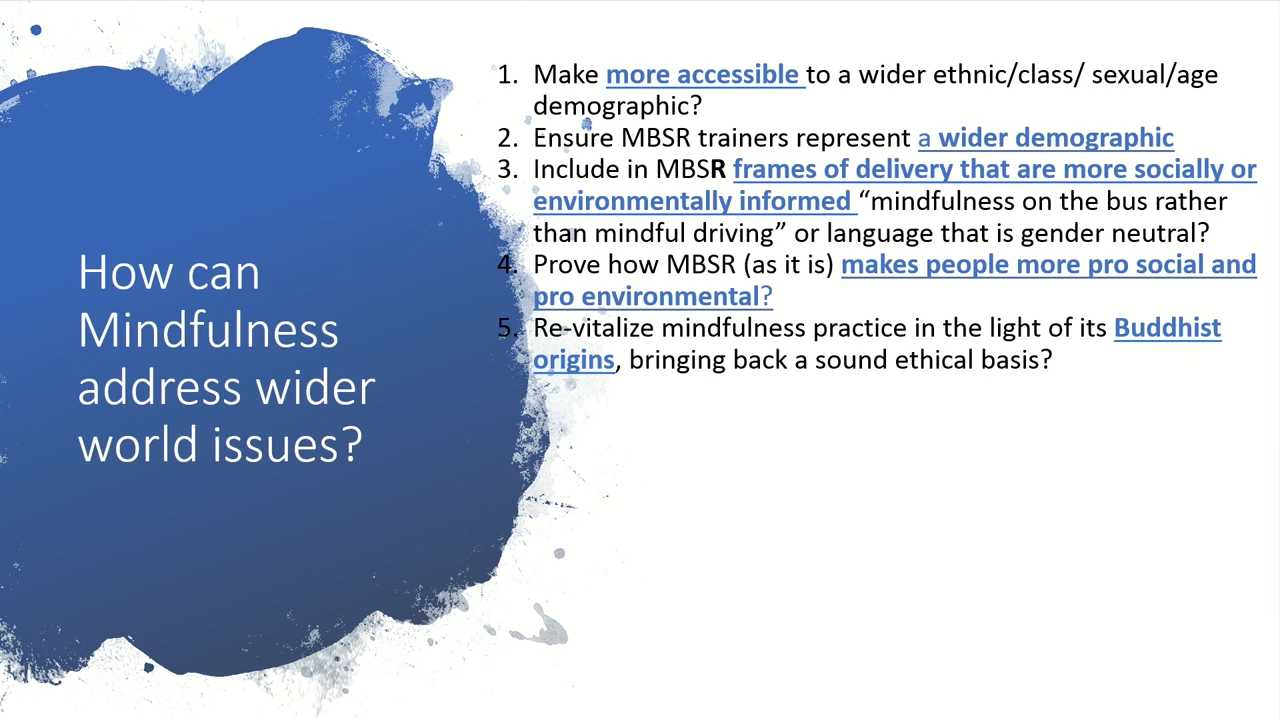 How can
Mindfulness
address wider
world issues?
1. Make more accessible to a wider ethnic/class/ sexual/age
demographic?
2. Ensure MBSR trainers represent a wider demographic
3. Include in MBSR frames of delivery that are more socially or
environmentally informed “mindfulness on the bus rather
than mindful driving” or language that is gender neutral?
4. Prove how MBSR (as it is) makes people more pro social and
pro environmental?
5. Re-vitalize mindfulness practice in the light of its Buddhist
origins, bringing back a sound ethical basis?